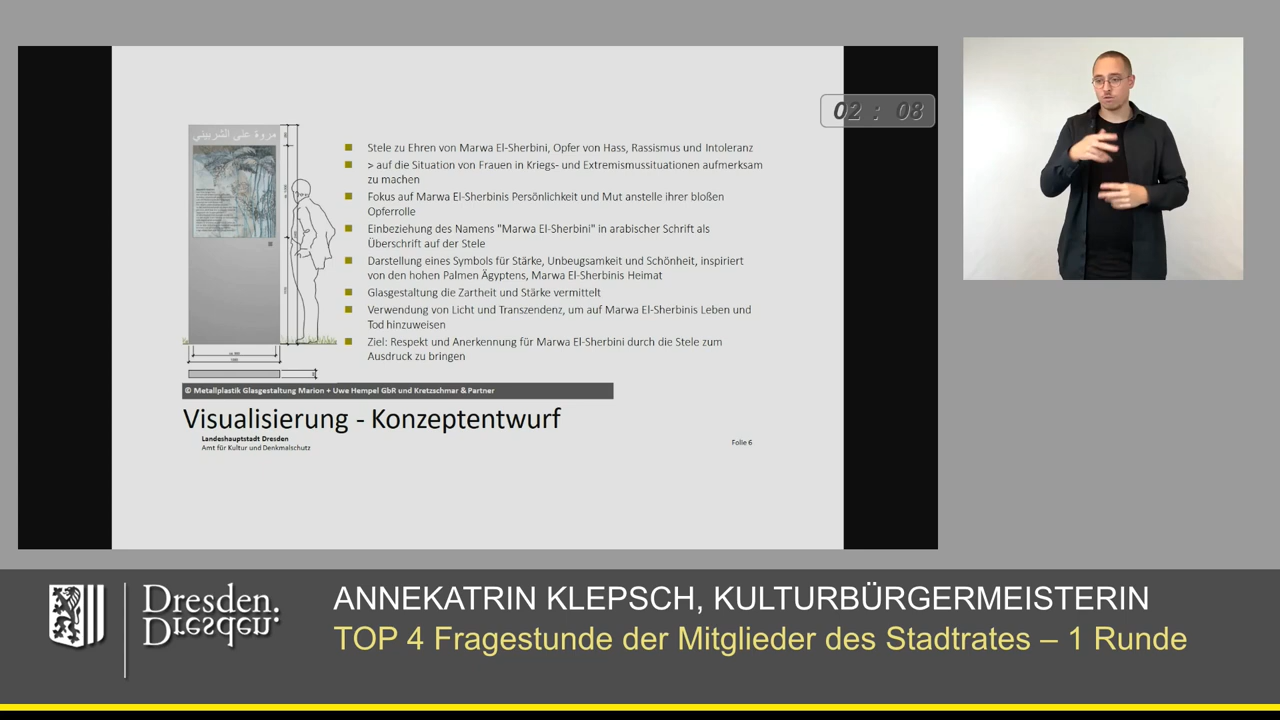 02 : 08
مروة علي الشربيني
Stele zu Ehren von Marwa El-Sherbini, Opfer von Hass, Rassismus und Intoleranz
> auf die Situation von Frauen in Kriegs- und Extremismussituationen aufmerksam
zu machen
Fokus auf Marwa El-Sherbinis Persönlichkeit und Mut anstelle ihrer bloßen
Opferrolle
Einbeziehung des Namens "Marwa El-Sherbini" in arabischer Schrift als
Überschrift auf der Stele
Darstellung eines Symbols für Stärke, Unbeugsamkeit und Schönheit, inspiriert
von den hohen Palmen Ägyptens, Marwa El-Sherbinis Heimat
Glasgestaltung die Zartheit und Stärke vermittelt
Verwendung von Licht und Transzendenz, um auf Marwa El-Sherbinis Leben und
Tod hinzuweisen
Ziel: Respekt und Anerkennung für Marwa El-Sherbini durch die Stele zum
Ausdruck zu bringen
© Metallplastik Glasgestaltung Marion + Uwe Hempel GbR und Kretzschmar & Partner
Visualisierung - Konzeptentwurf
Landeshauptstadt Dresden
Amt für Kultur und Denkmalschutz
Folie 6
Dresden.
Dresden.
ANNEKATRIN KLEPSCH, KULTURBÜRGERMEISTERIN
TOP 4 Fragestunde der Mitglieder des Stadtrates – 1 Runde